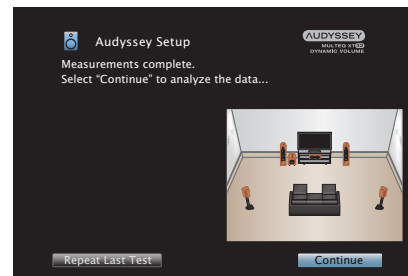 Audyssey Setup
AUDYSSEY
MULTEQ XT32
DYNAMIC VOLUME
Measurements complete.
Select “Continue” to analyze the data...
Repeat Last Test
Continue